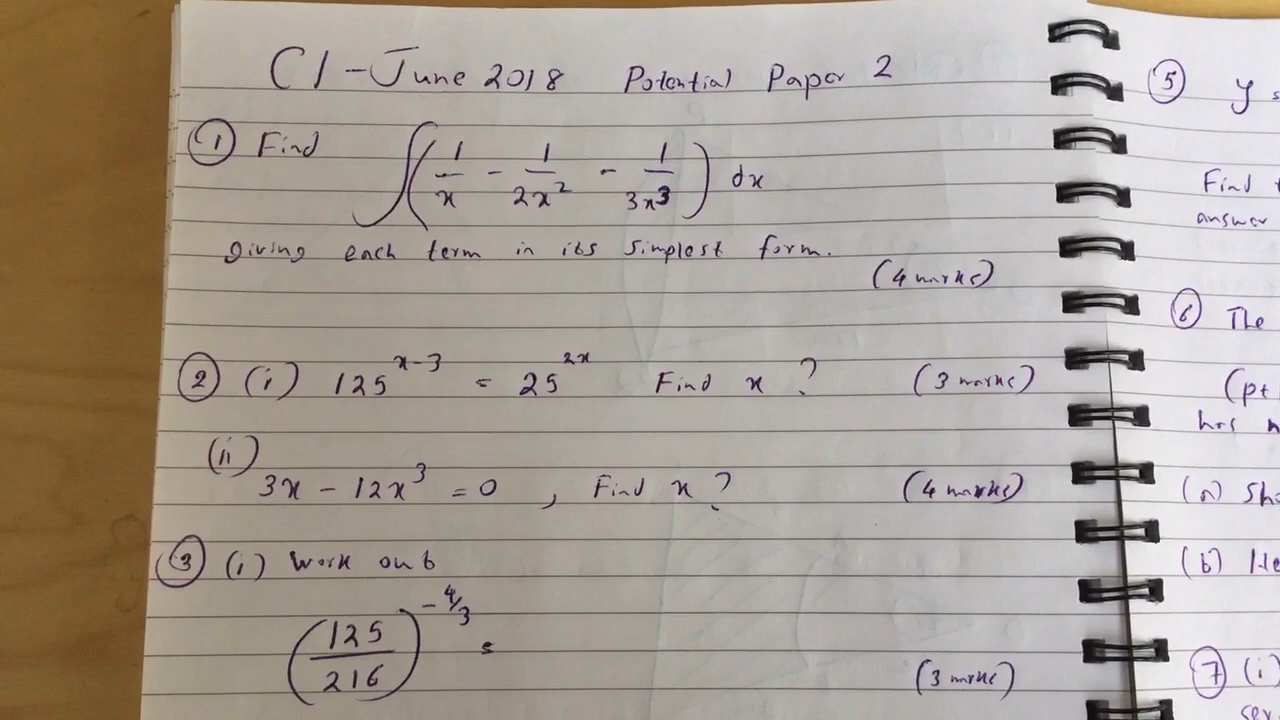 C1 - June 2018 Potential Paper 2
① Find ∫(1/x - 1/2x² - 1/3x³) dx
giving each term in its simplest form.
(4 marks)
② (i) 125^(x-3) = 25^(2x) Find x ? (3 marks)
(ii)
3x - 12x³ = 0 , Find x ? (4 marks)
③ (i) Work out
(125/216)^(-4/3) =
(3 marks)
⑤ y
Find
answer
⑥ The
(pt
has
(a)
(b)
⑦ (i)